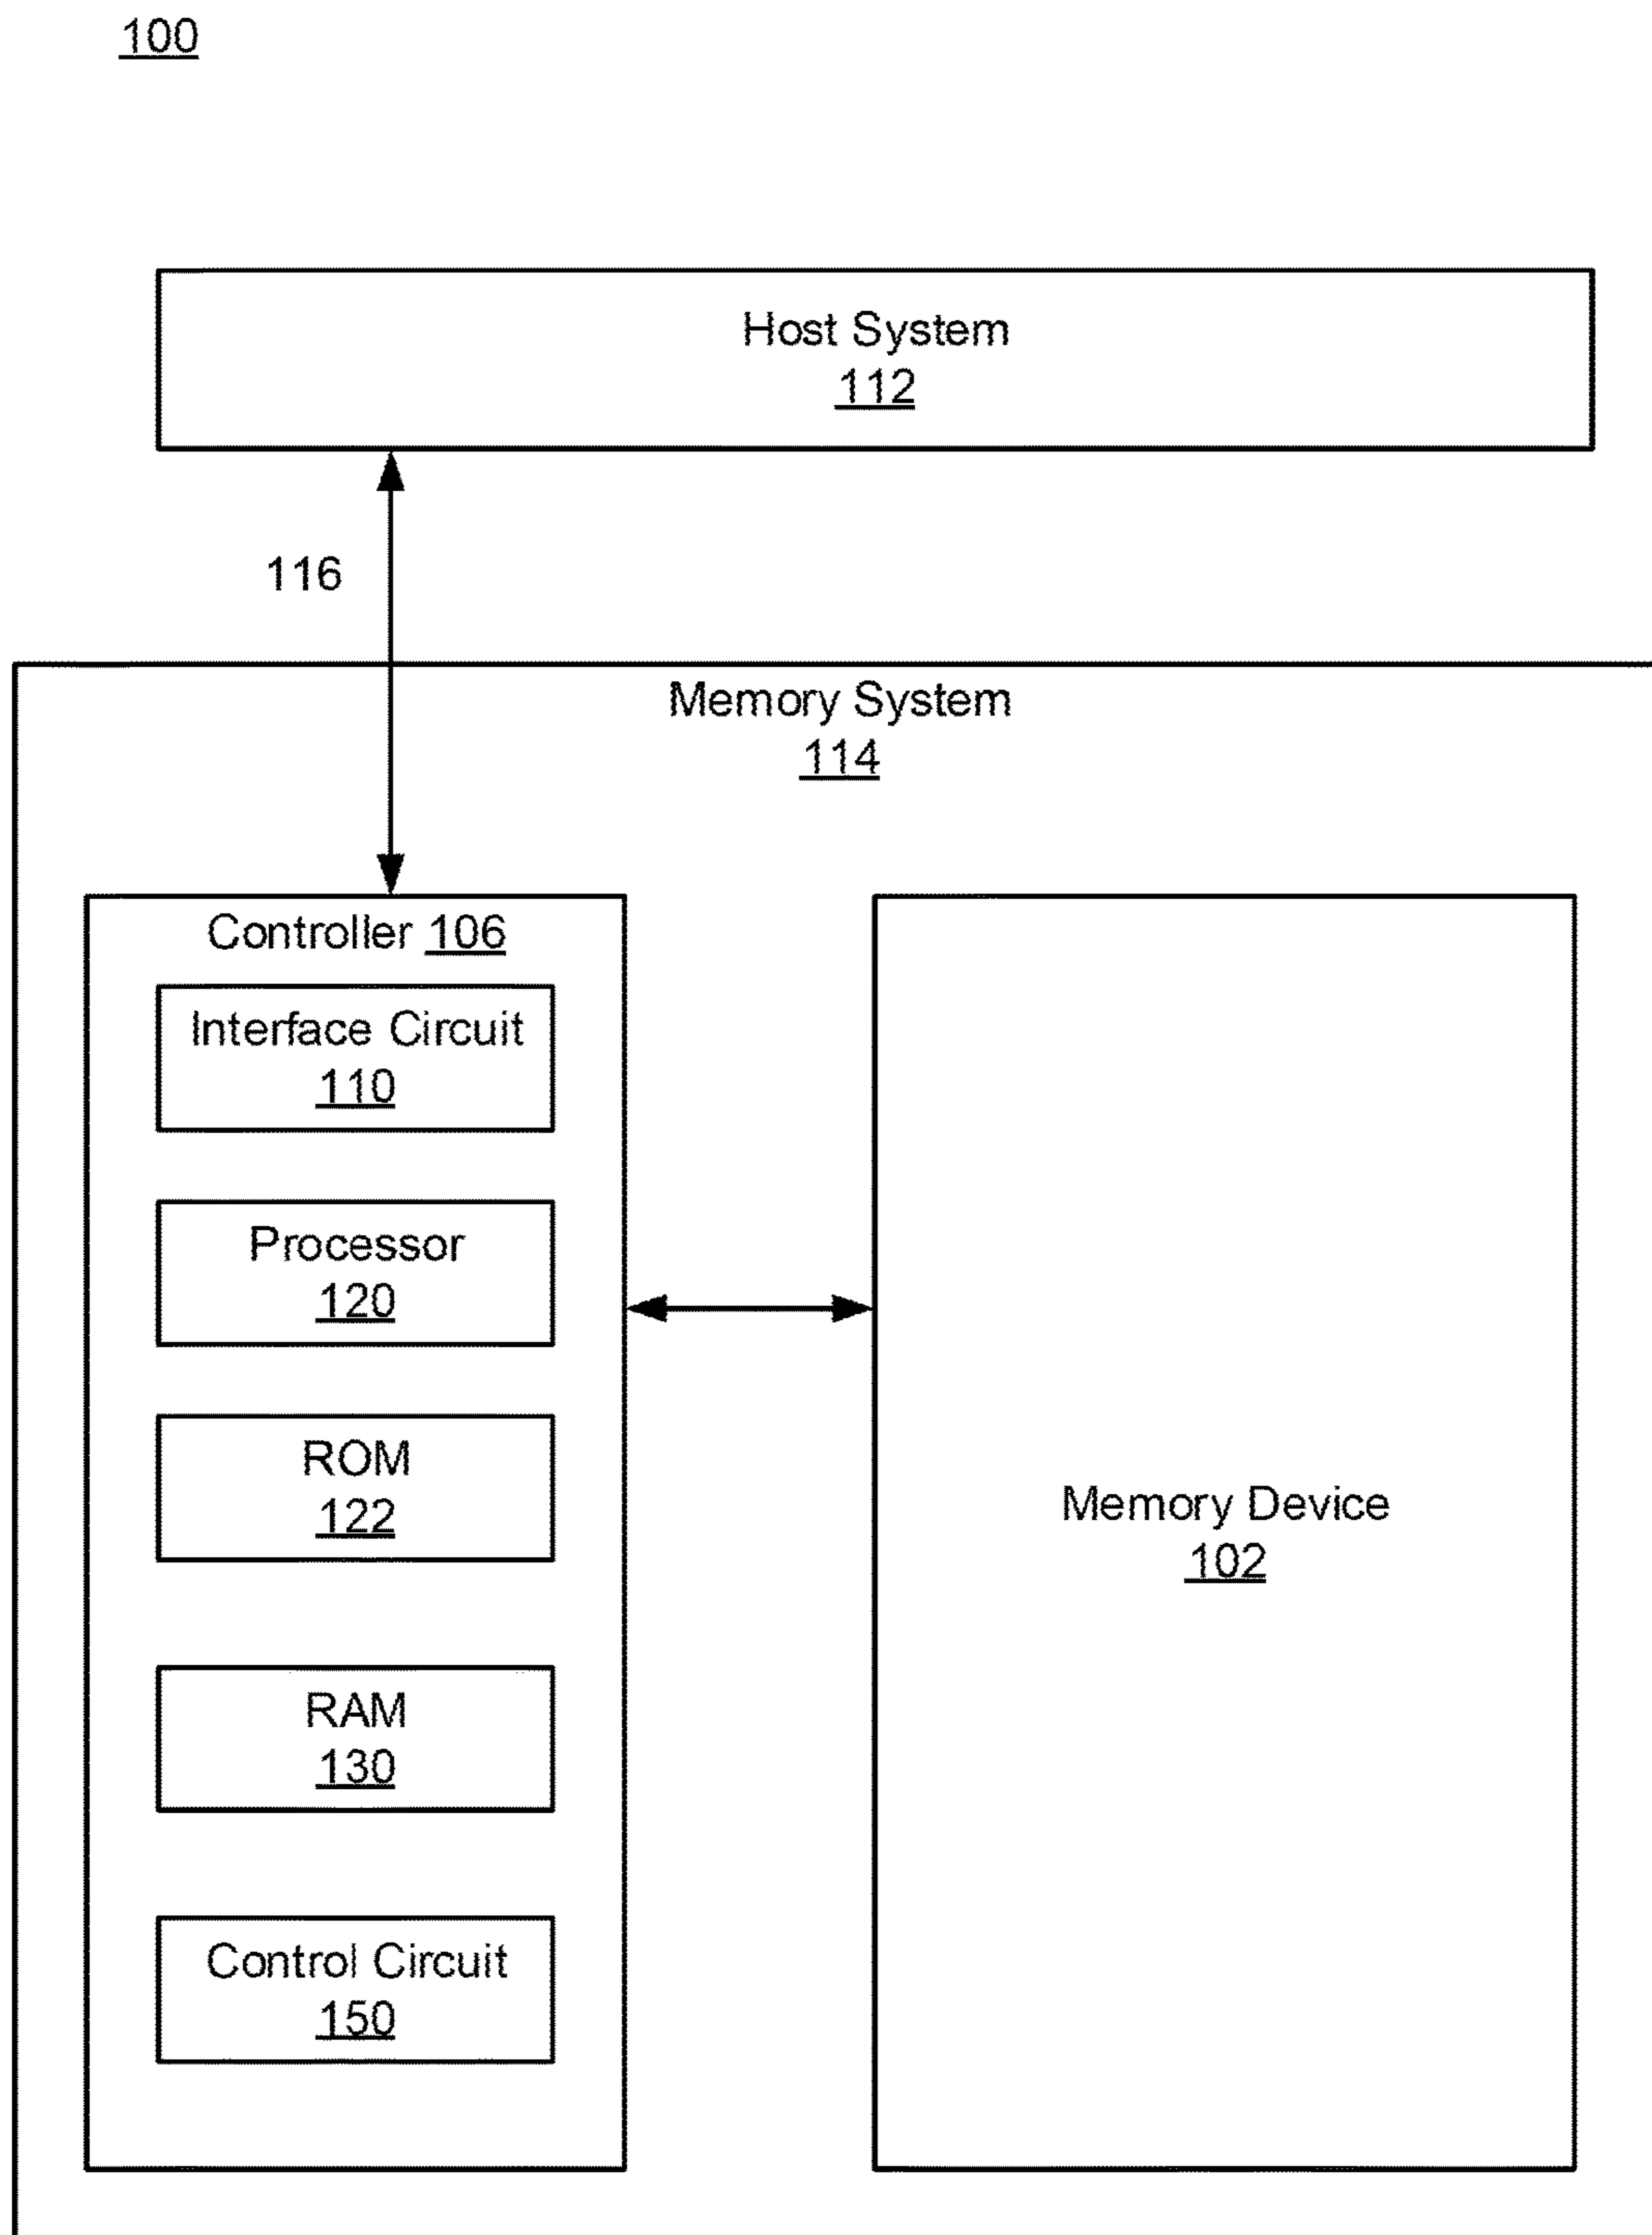 100
Host System
112
116
Memory System
114
Controller 106
Interface Circuit
110
Processor
120
ROM
122
RAM
130
Control Circuit
150
Memory Device
102